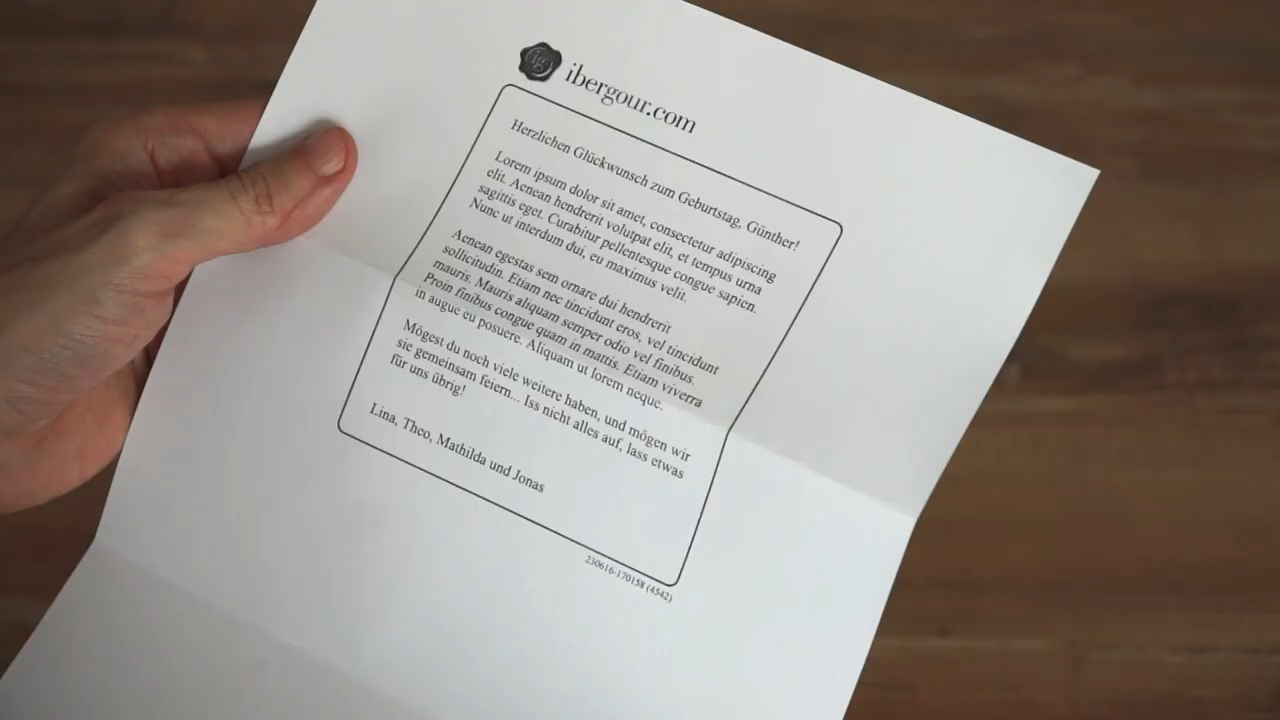 ig
ibergour.com
Herzlichen Glückwunsch zum Geburtstag, Günther!
Lorem ipsum dolor sit amet, consectetur adipiscing
elit. Aenean hendrerit volutpat elit, et tempus urna
sagittis eget. Curabitur pellentesque congue sapien.
Nunc ut interdum dui, eu maximus velit.
Aenean egestas sem ornare dui hendrerit
sollicitudin. Etiam nec tincidunt eros, vel tincidunt
mauris. Mauris aliquam semper odio vel finibus.
Proin finibus congue quam in mattis. Etiam viverra
in augue eu posuere. Aliquam ut lorem neque.
Mögest du noch viele weitere haben, und mögen wir
sie gemeinsam feiern... Iss nicht alles auf, lass etwas
für uns übrig!
Lina, Theo, Mathilda und Jonas
230616-170158 (4542)